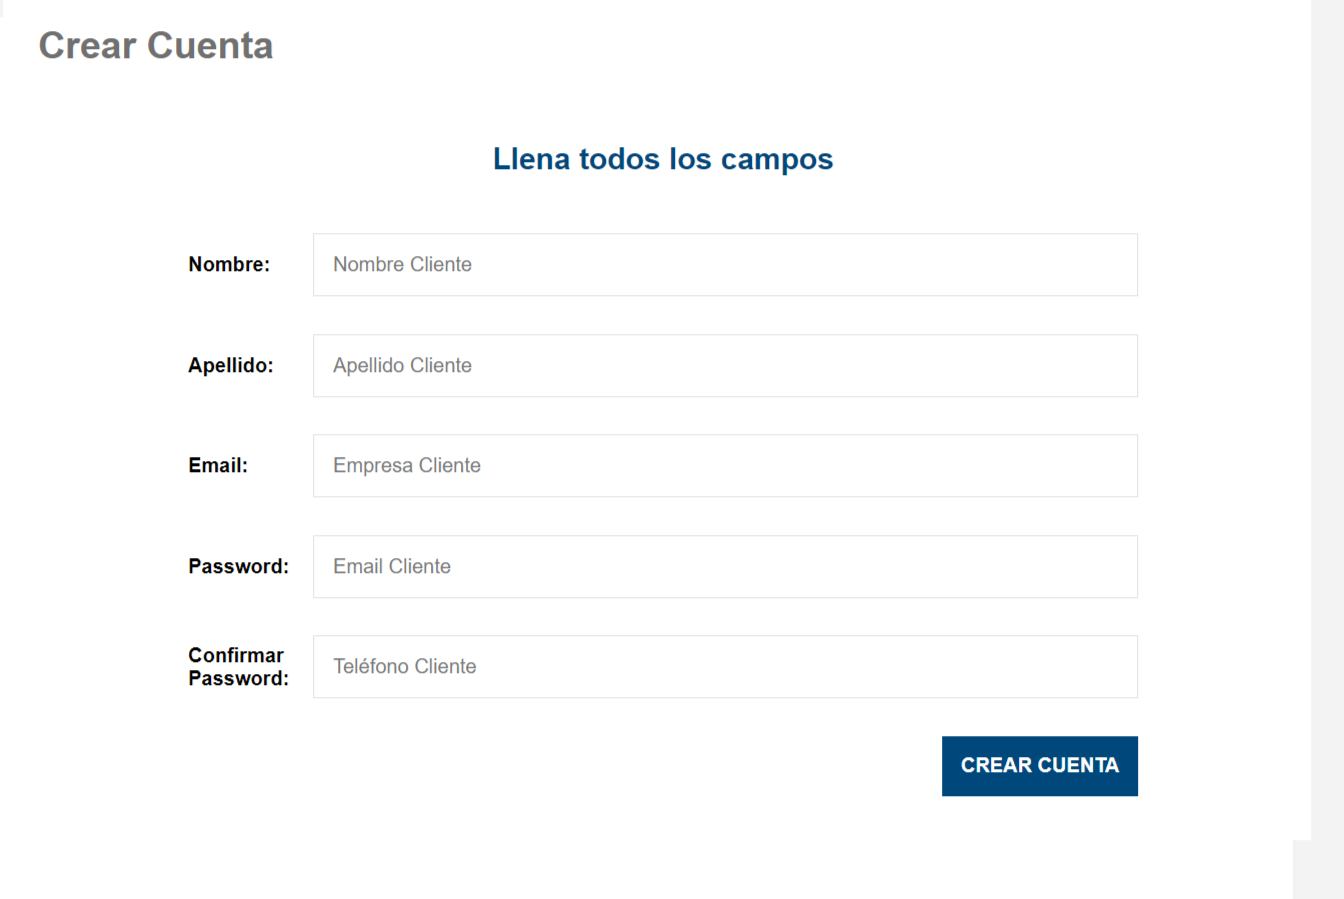 Crear Cuenta
Llena todos los campos
Nombre:
Nombre Cliente
Apellido:
Apellido Cliente
Email:
Empresa Cliente
Password:
Email Cliente
Confirmar
Password:
Teléfono Cliente
CREAR CUENTA